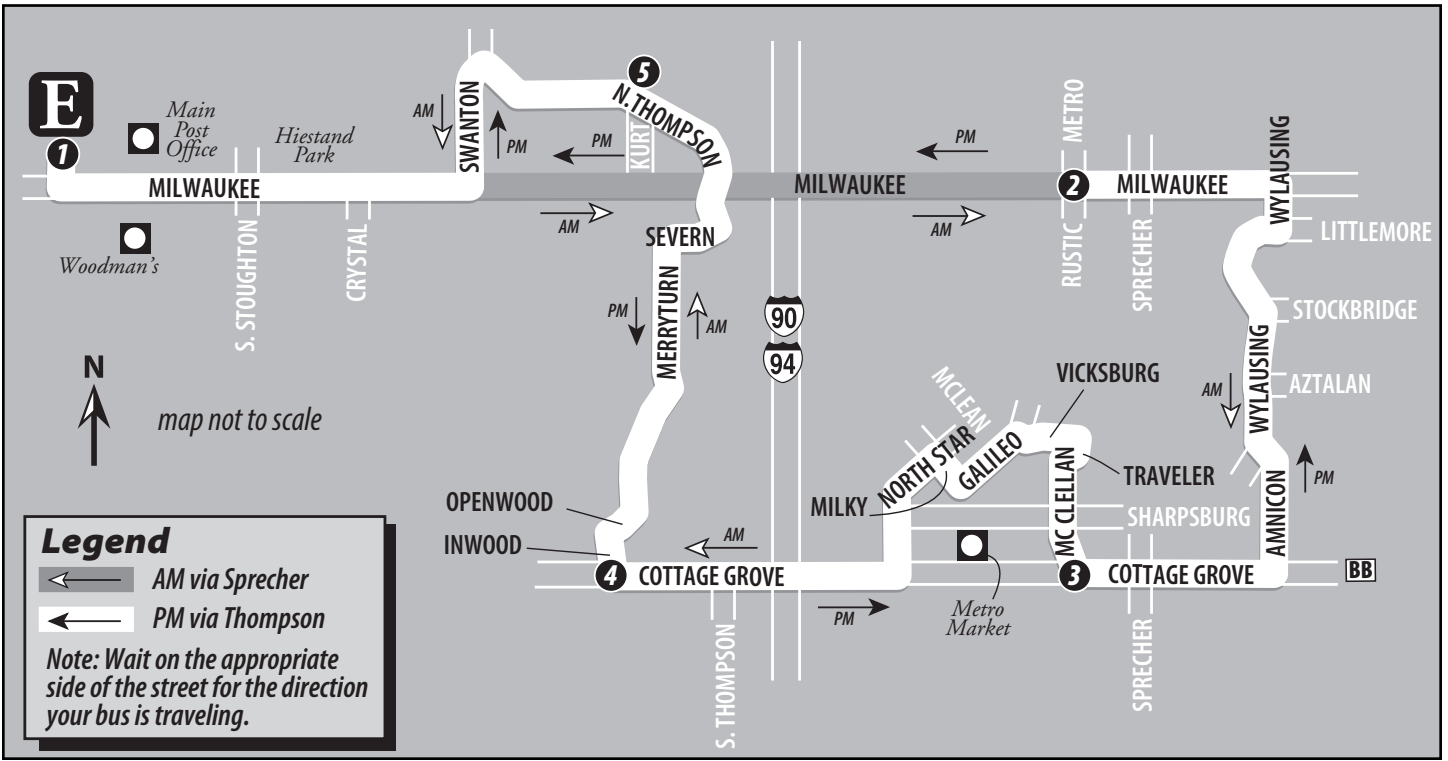 E
1
Main
Post
Office
Hiestand
Park
Woodman's
MILWAUKEE
S. STOUGHTON
CRYSTAL
AM
SWANTON
PM
5
N. THOMPSON
KURT
PM
AM
SEVERN
PM
MERRYTURN
AM
MILWAUKEE
PM
AM
90
94
METRO
2
RUSTIC
MILWAUKEE
SPRECHER
WYLAUSING
LITTLEMORE
STOCKBRIDGE
WYLAUSING
AZTALAN
AM
PM
AMNICON
N
map not to scale
VICKSBURG
MCLEAN
NORTH STAR
GALILEO
MILKY
MC CLELLAN
TRAVELER
SHARPSBURG
OPENWOOD
INWOOD
4
COTTAGE GROVE
AM
PM
S. THOMPSON
Metro
Market
3
COTTAGE GROVE
SPRECHER
BB
Legend
AM via Sprecher
PM via Thompson
Note: Wait on the appropriate
side of the street for the direction
your bus is traveling.